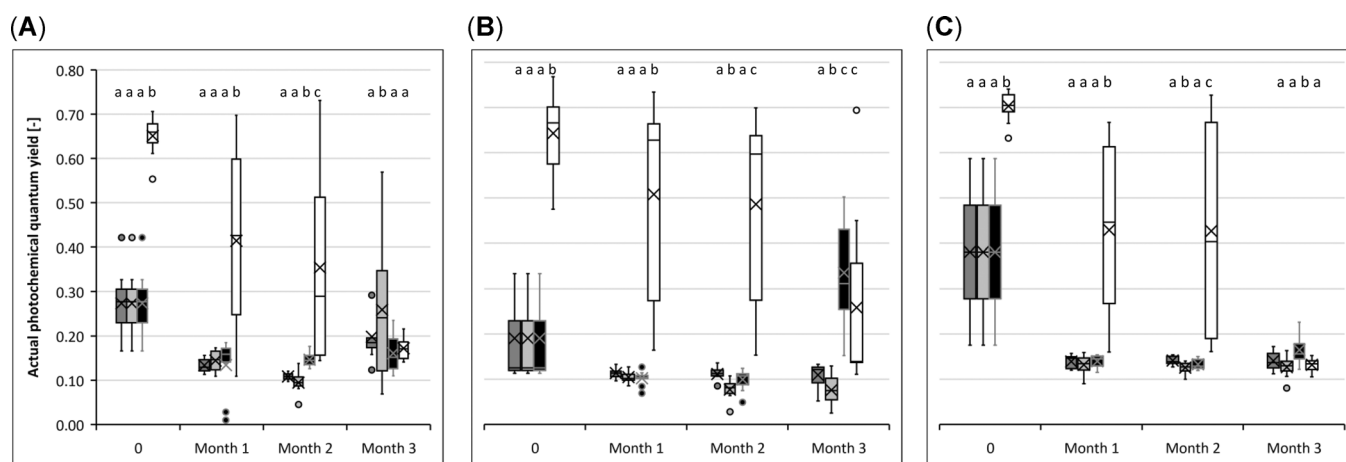 (A) (B) (C)
Actual photochemical quantum yield [-]
0.80
0.70
0.60
0.50
0.40
0.30
0.20
0.10
0.00
a a a b a a a b a a b c a b a a
0 Month 1 Month 2 Month 3
a a a b a a a b a b a c a b c c
0 Month 1 Month 2 Month 3
a a a b a a a b a b a c a a b a
0 Month 1 Month 2 Month 3